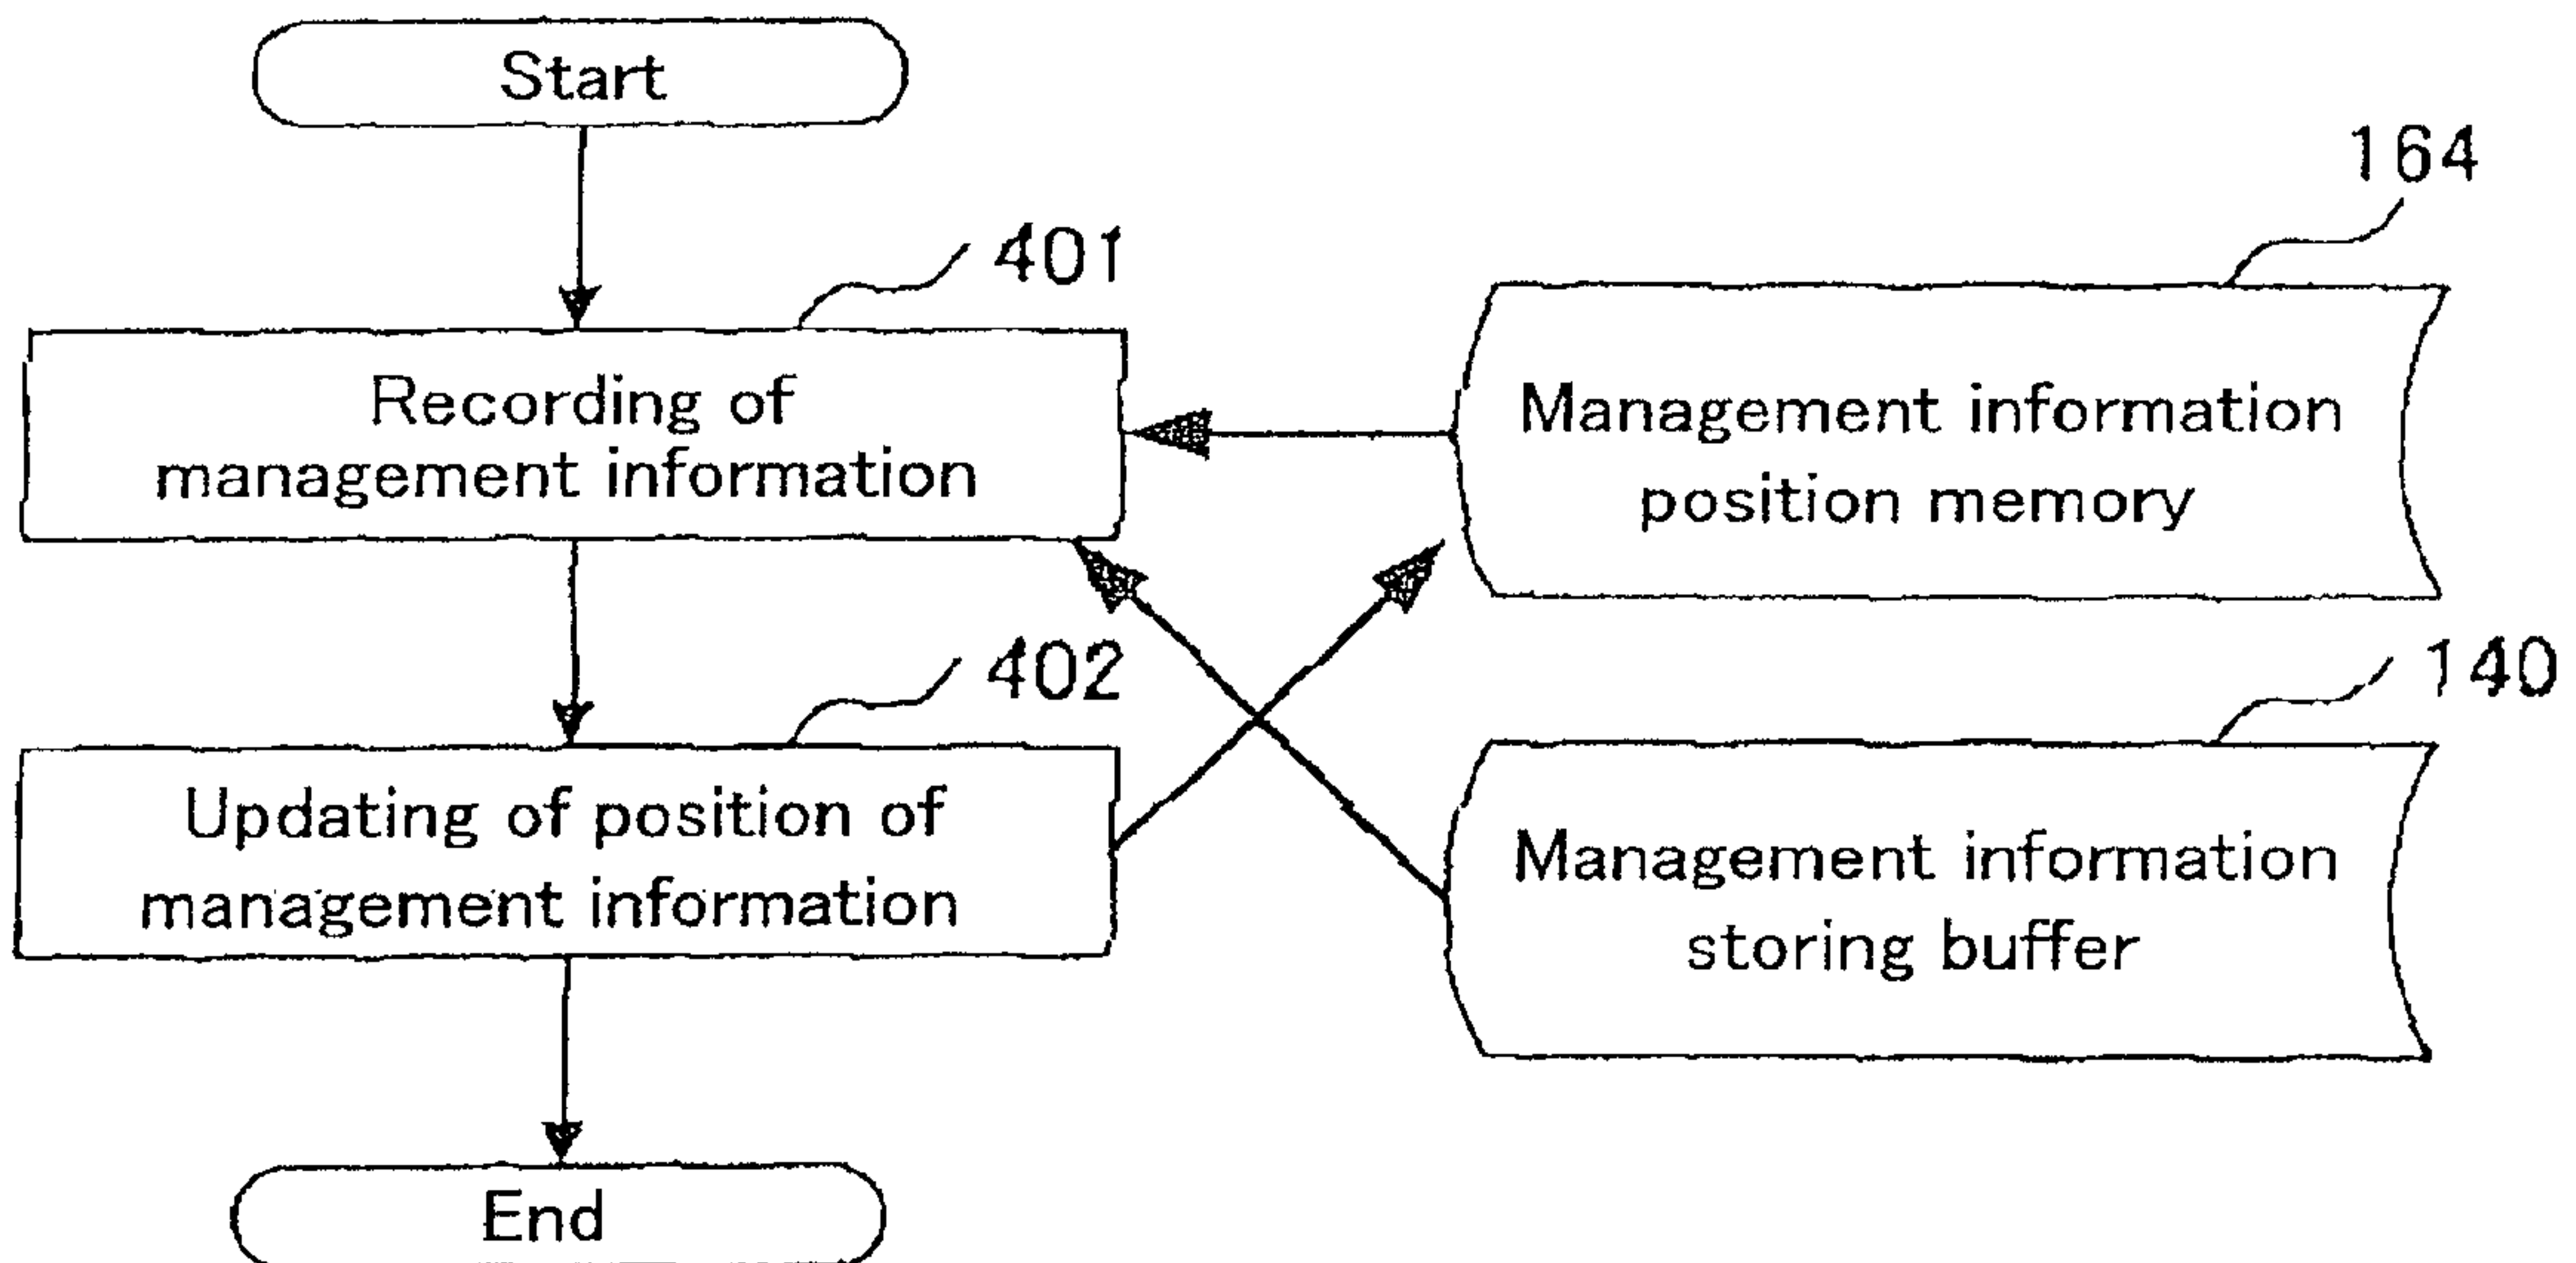 Start
164
401
Recording of
management information
Management information
position memory
402
140
Updating of position of
management information
Management information
storing buffer
End